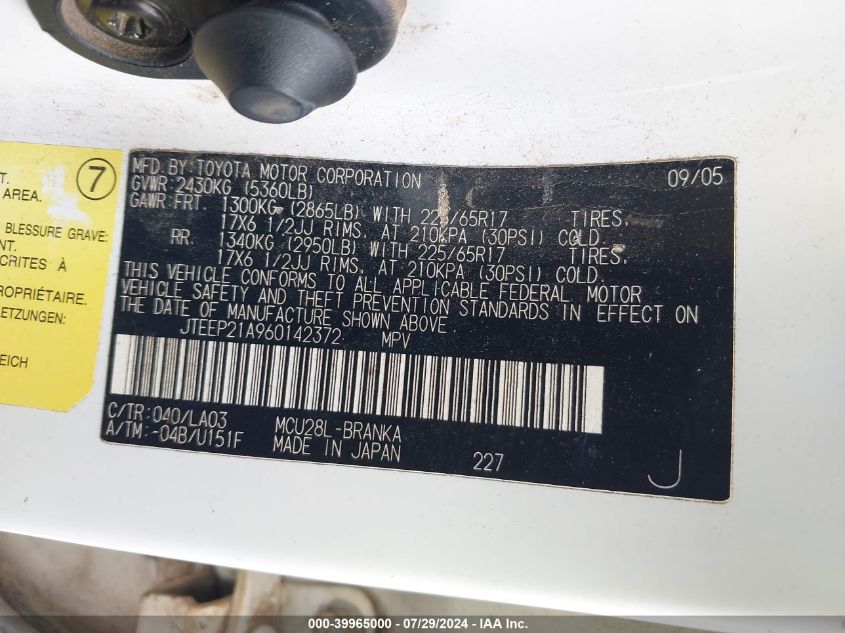 7
T.
AREA.
BLESSURE GRAVE:
NT.
CRITES À
ROPRIÉTAIRE.
LETZUNGEN:
REICH
MFD. BY: TOYOTA MOTOR CORPORATION 09/05
GVWR: 2430KG (5360LB)
GAWR: FRT. 1300KG (2865LB) WITH 225/65R17 TIRES,
17X6 1/2JJ RIMS, AT 210KPA (30PSI) COLD.
RR. 1340KG (2950LB) WITH 225/65R17 TIRES,
17X6 1/2JJ RIMS, AT 210KPA (30PSI) COLD.
THIS VEHICLE CONFORMS TO ALL APPLICABLE FEDERAL MOTOR
VEHICLE SAFETY AND THEFT PREVENTION STANDARDS IN EFFECT ON
THE DATE OF MANUFACTURE SHOWN ABOVE.
JTEEP21A960142372 MPV
C/TR: 040/LA03 MCU28L-BRANKA
A/TM: -04B/U151F MADE IN JAPAN 227 J
000-39965000 - 07/29/2024 - IAA Inc.